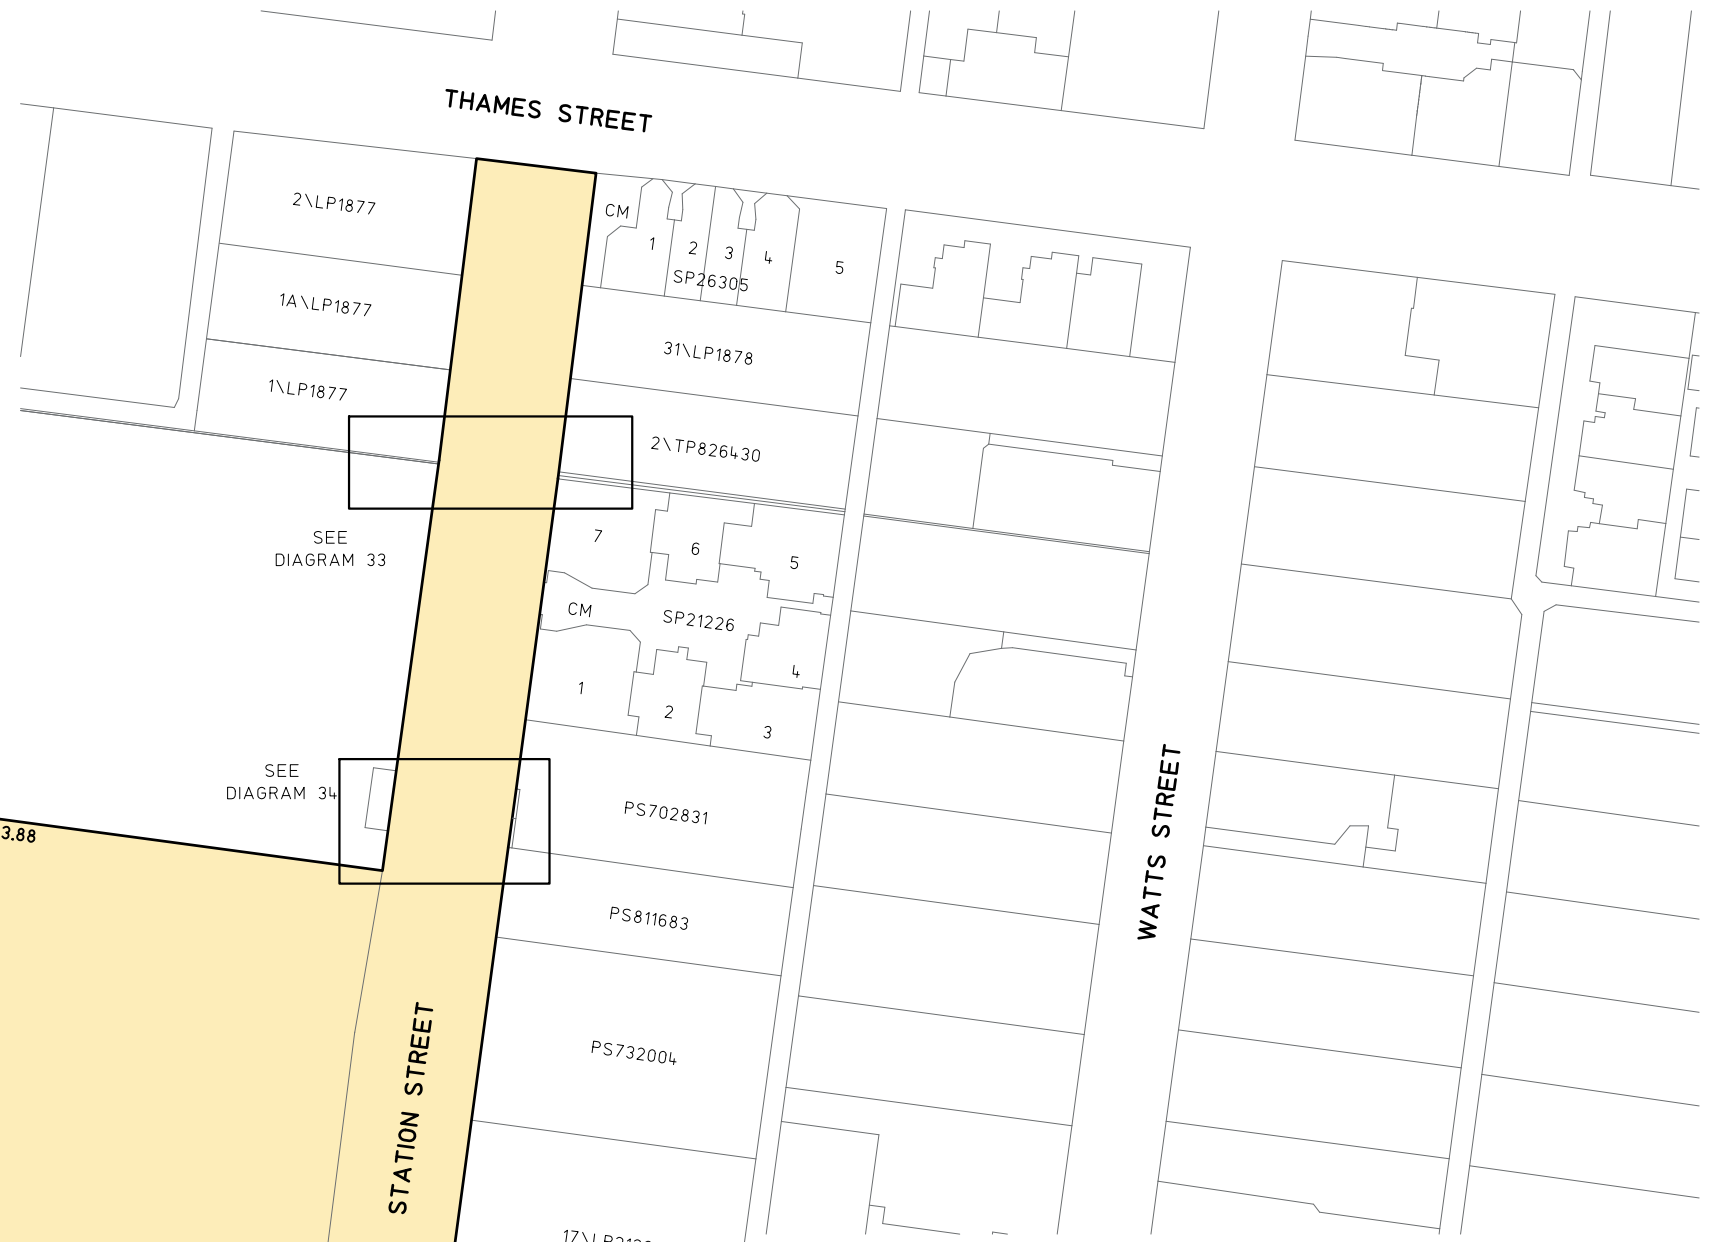 THAMES STREET
2\LP1877
CM
1
2
3
4
5
SP26305
1A\LP1877
31\LP1878
1\LP1877
2\TP826430
SEE
DIAGRAM 33
7
6
5
CM
SP21226
4
1
2
3
SEE
DIAGRAM 34
3.88
PS702831
WATTS STREET
PS811683
PS732004
STATION STREET